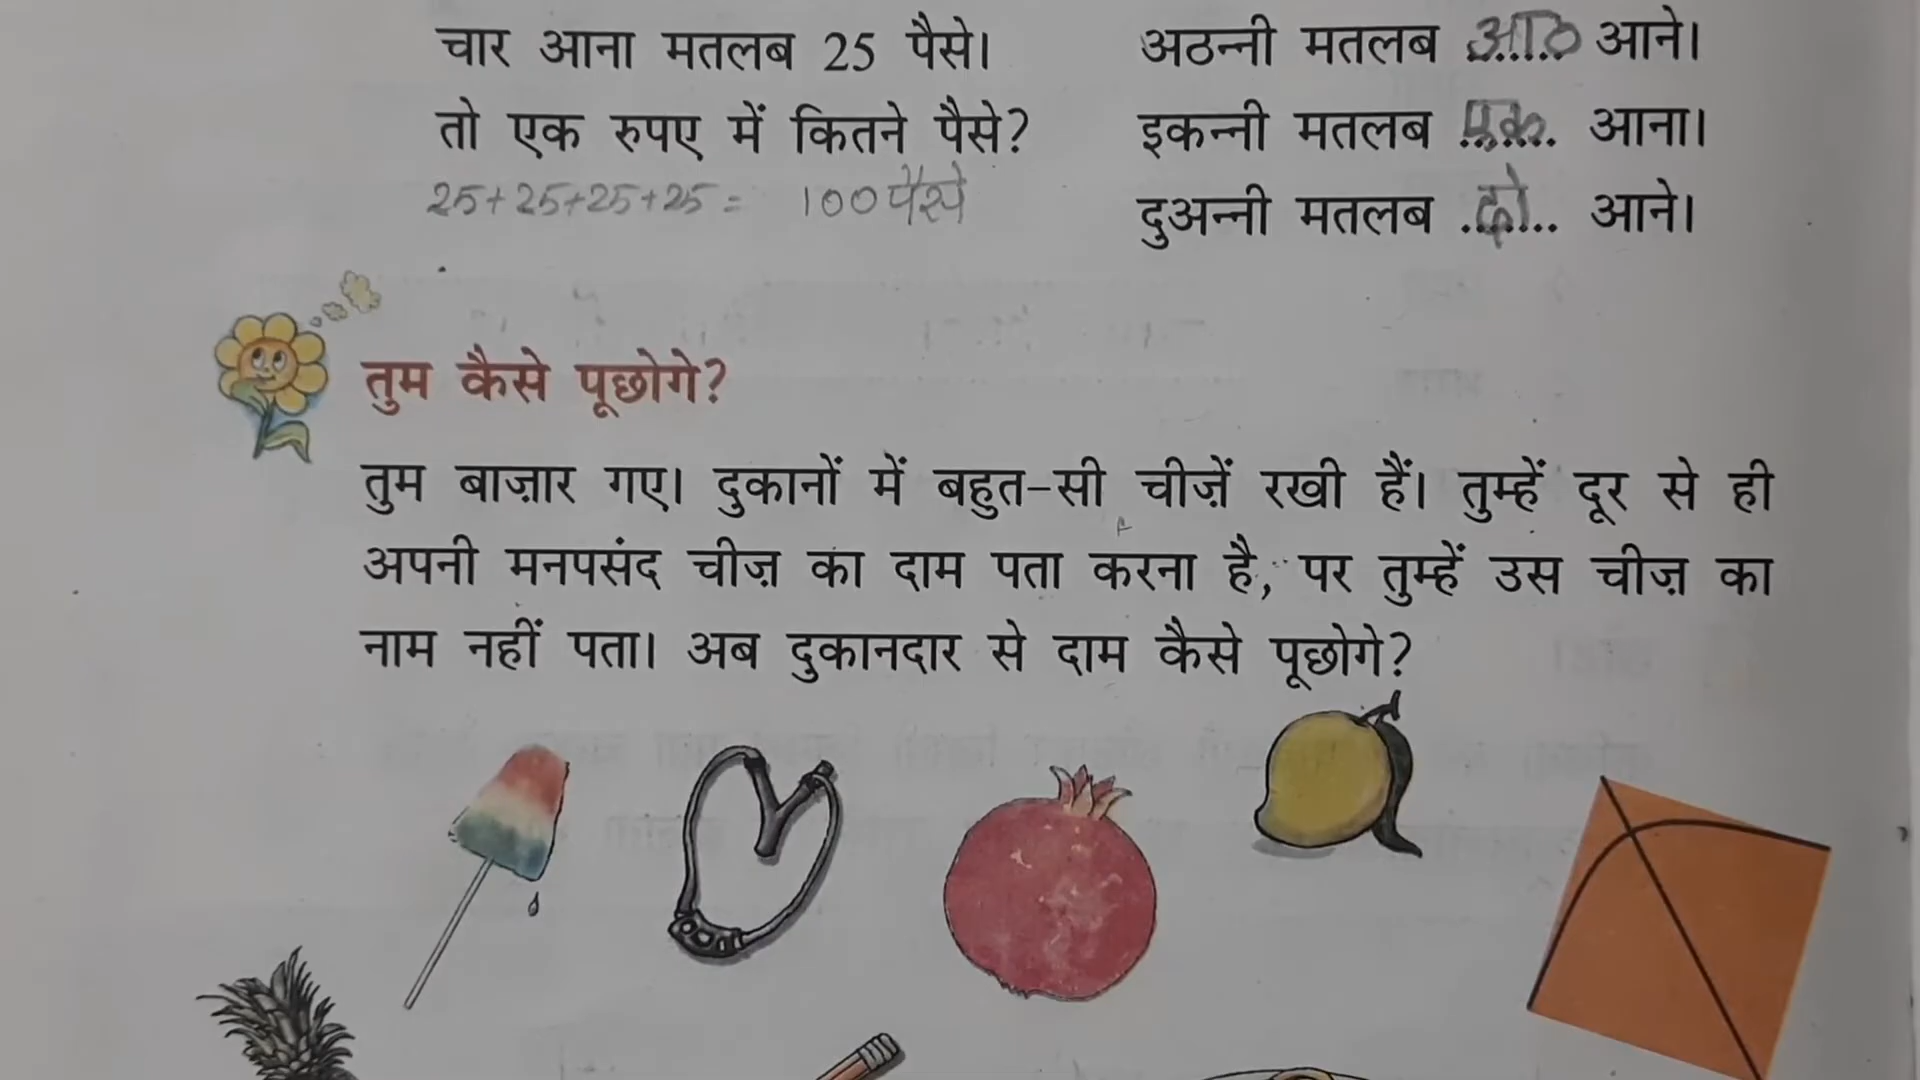 चार आना मतलब 25 पैसे।
तो एक रुपए में कितने पैसे?
25+25+25+25= 100 पैसे
अठन्नी मतलब आठ आने।
इकन्नी मतलब एक आना।
दुअन्नी मतलब दो आने।
तुम कैसे पूछोगे?
तुम बाज़ार गए। दुकानों में बहुत-सी चीज़ें रखी हैं। तुम्हें दूर से ही
अपनी मनपसंद चीज़ का दाम पता करना है, पर तुम्हें उस चीज़ का
नाम नहीं पता। अब दुकानदार से दाम कैसे पूछोगे?